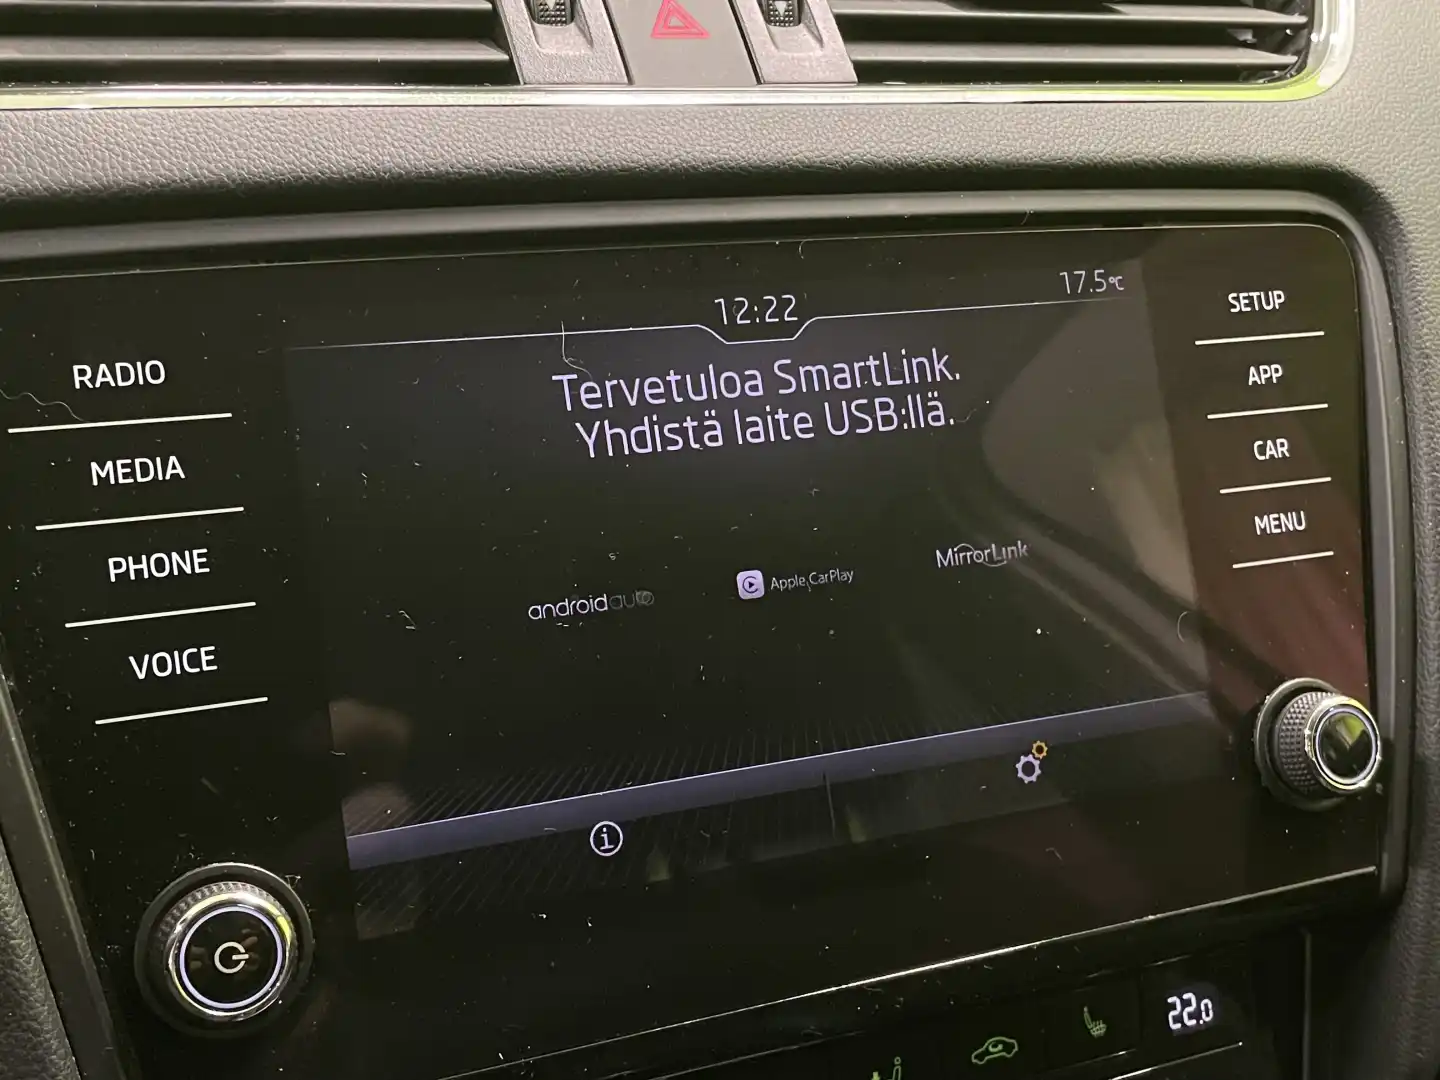 12:22
17.5°C
RADIO
MEDIA
PHONE
VOICE
Tervetuloa SmartLink.
Yhdistä laite USB:llä.
androidauto
Apple CarPlay
MirrorLink
SETUP
APP
CAR
MENU
i
22.0